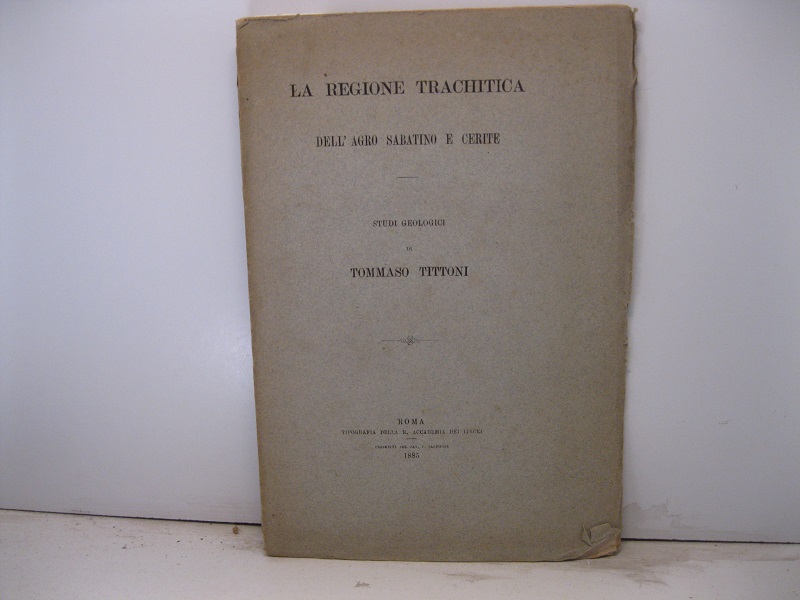 LA REGIONE TRACHITICA
DELL' AGRO SABATINO E CERITE
STUDI GEOLOGICI
DI
TOMMASO TITTONI
ROMA
TIPOGRAFIA DELLA R. ACCADEMIA DEI LINCEI
1885